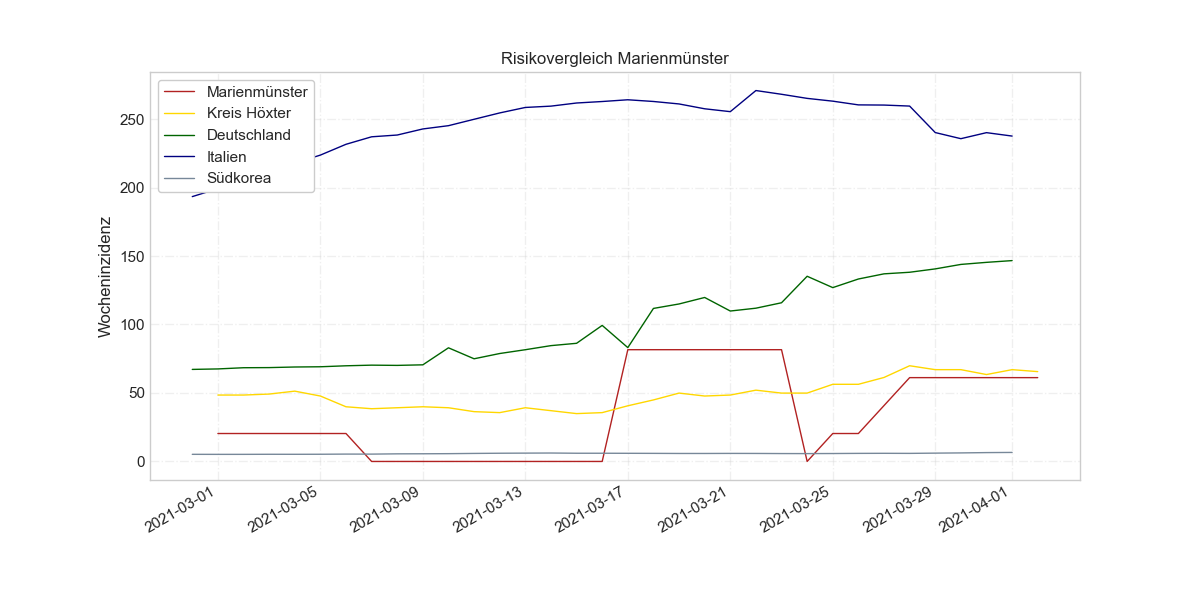 Risikovergleich Marienmünster
Marienmünster
Kreis Höxter
Deutschland
Italien
Südkorea
Wocheninzidenz
250
200
150
100
50
0
2021-03-01
2021-03-05
2021-03-09
2021-03-13
2021-03-17
2021-03-21
2021-03-25
2021-03-29
2021-04-01